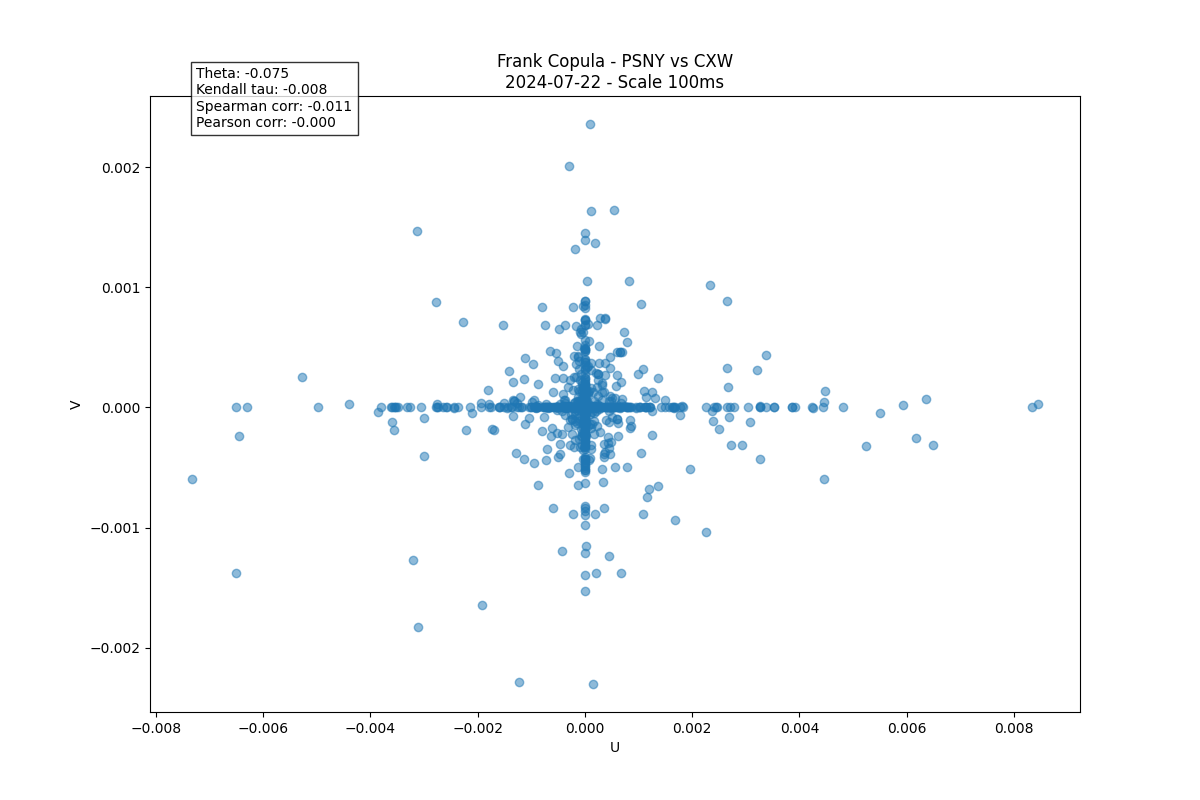 Frank Copula - PSNY vs CXW
2024-07-22 - Scale 100ms
Theta: -0.075
Kendall tau: -0.008
Spearman corr: -0.011
Pearson corr: -0.000
V
0.002
0.001
0.000
−0.001
−0.002
−0.008 −0.006 −0.004 −0.002 0.000 0.002 0.004 0.006 0.008
U